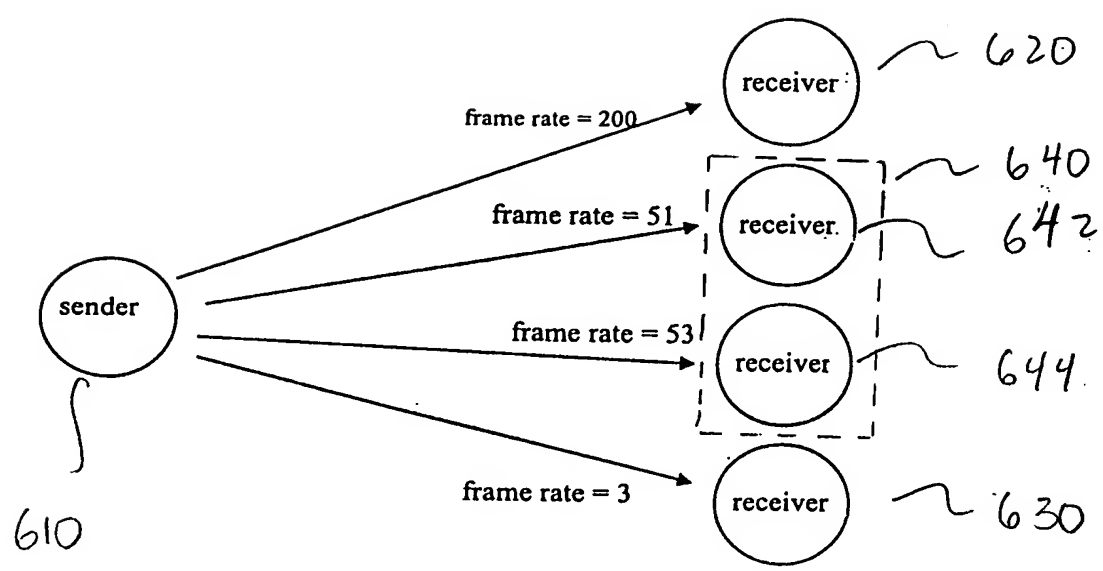 receiver
620
frame rate = 200
640
frame rate = 51
receiver
642
sender
frame rate = 53
receiver
644
frame rate = 3
receiver
630
610